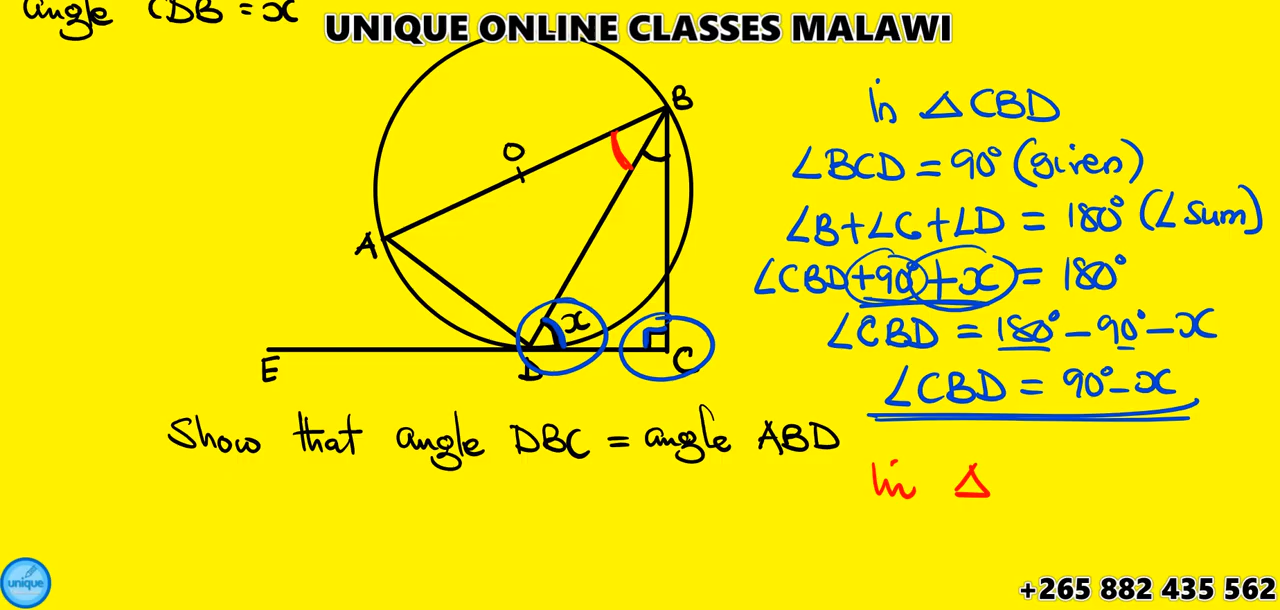 angle CDB = x
UNIQUE ONLINE CLASSES MALAWI
B
O
A
x
E
D
C
In △CBD
∠BCD = 90° (given)
∠B+∠C+∠D = 180° (∠sum)
∠CBD+90°+x = 180°
∠CBD = 180°-90°-x
∠CBD = 90°-x
Show that angle DBC = angle ABD
In △
unique
+265 882 435 562